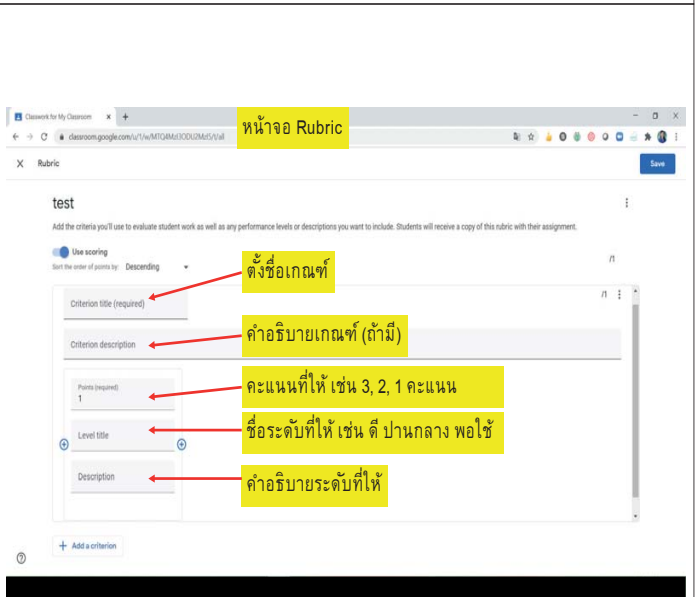 Classwork for My Classroom
หน้าจอ Rubric
Rubric
Save
test
Add the criteria you'll use to evaluate student work as well as any performance levels or descriptions you want to include. Students will receive a copy of this rubric with their assignment.
Use scoring
Sort the order of points by: Descending
/1
ตั้งชื่อเกณฑ์
/1
Criterion title (required)
คำอธิบายเกณฑ์ (ถ้ามี)
Criterion description
คะแนนที่ให้ เช่น 3, 2, 1 คะแนน
Points (required)
1
ชื่อระดับที่ให้ เช่น ดี ปานกลาง พอใช้
Level title
คำอธิบายระดับที่ให้
Description
+ Add a criterion